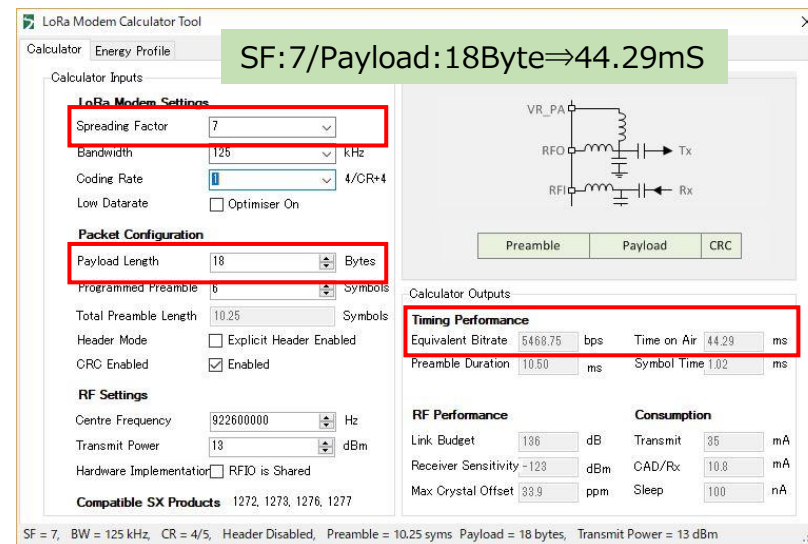 LoRa Modem Calculator Tool
Calculator Energy Profile
SF:7/Payload:18Byte⇒44.29mS
Calculator Inputs
LoRa Modem Settings
Spreading Factor 7
Bandwidth 125 kHz
Coding Rate 1 4/CR+4
Low Datarate Optimiser On
Packet Configuration
Payload Length 18 Bytes
Programmed Preamble 6 Symbols
Total Preamble Length 10.25 Symbols
Header Mode Explicit Header Enabled
CRC Enabled Enabled
RF Settings
Centre Frequency 922600000 Hz
Transmit Power 13 dBm
Hardware Implementation RFIO is Shared
Compatible SX Products 1272, 1273, 1276, 1277
VR_PA
RFO Tx
RFI Rx
Preamble Payload CRC
Calculator Outputs
Timing Performance
Equivalent Bitrate 5468.75 bps Time on Air 44.29 ms
Preamble Duration 10.50 ms Symbol Time 1.02 ms
RF Performance Consumption
Link Budget 136 dB Transmit 35 mA
Receiver Sensitivity -123 dBm CAD/Rx 10.8 mA
Max Crystal Offset 33.9 ppm Sleep 100 nA
SF = 7, BW = 125 kHz, CR = 4/5, Header Disabled, Preamble = 10.25 syms Payload = 18 bytes, Transmit Power = 13 dBm